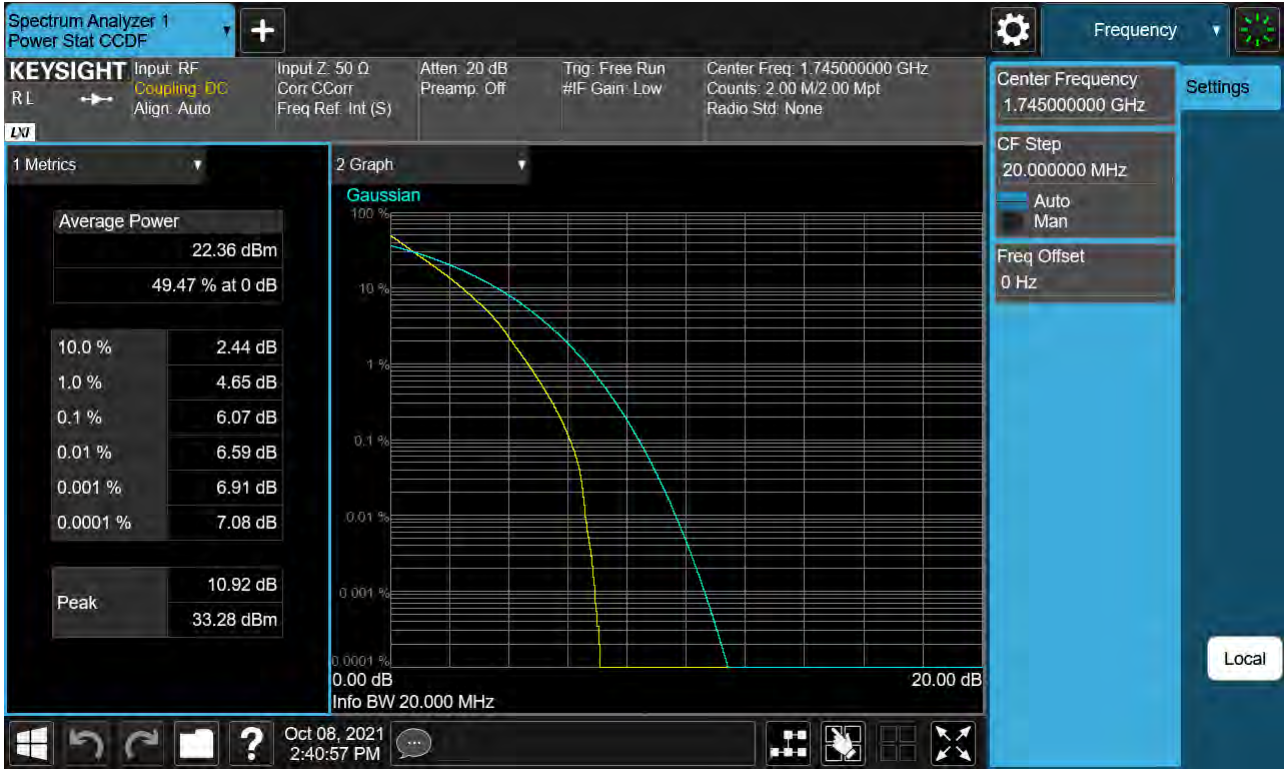 Spectrum Analyzer 1
Power Stat CCDF
Frequency
KEYSIGHT
R L
LXI
Input: RF
Coupling: DC
Align: Auto
Input Z: 50 Ω
Corr CCorr
Freq Ref: Int (S)
Atten: 20 dB
Preamp: Off
Trig: Free Run
#IF Gain: Low
Center Freq: 1.745000000 GHz
Counts: 2.00 M/2.00 Mpt
Radio Std: None
Center Frequency
1.745000000 GHz
Settings
CF Step
20.000000 MHz
Auto
Man
Freq Offset
0 Hz
1 Metrics
Average Power
22.36 dBm
49.47 % at 0 dB
10.0 % 2.44 dB
1.0 % 4.65 dB
0.1 % 6.07 dB
0.01 % 6.59 dB
0.001 % 6.91 dB
0.0001 % 7.08 dB
Peak
10.92 dB
33.28 dBm
2 Graph
Gaussian
100 %
10 %
1 %
0.1 %
0.01 %
0.001 %
0.0001 %
0.00 dB 20.00 dB
Info BW 20.000 MHz
Local
Oct 08, 2021
2:40:57 PM